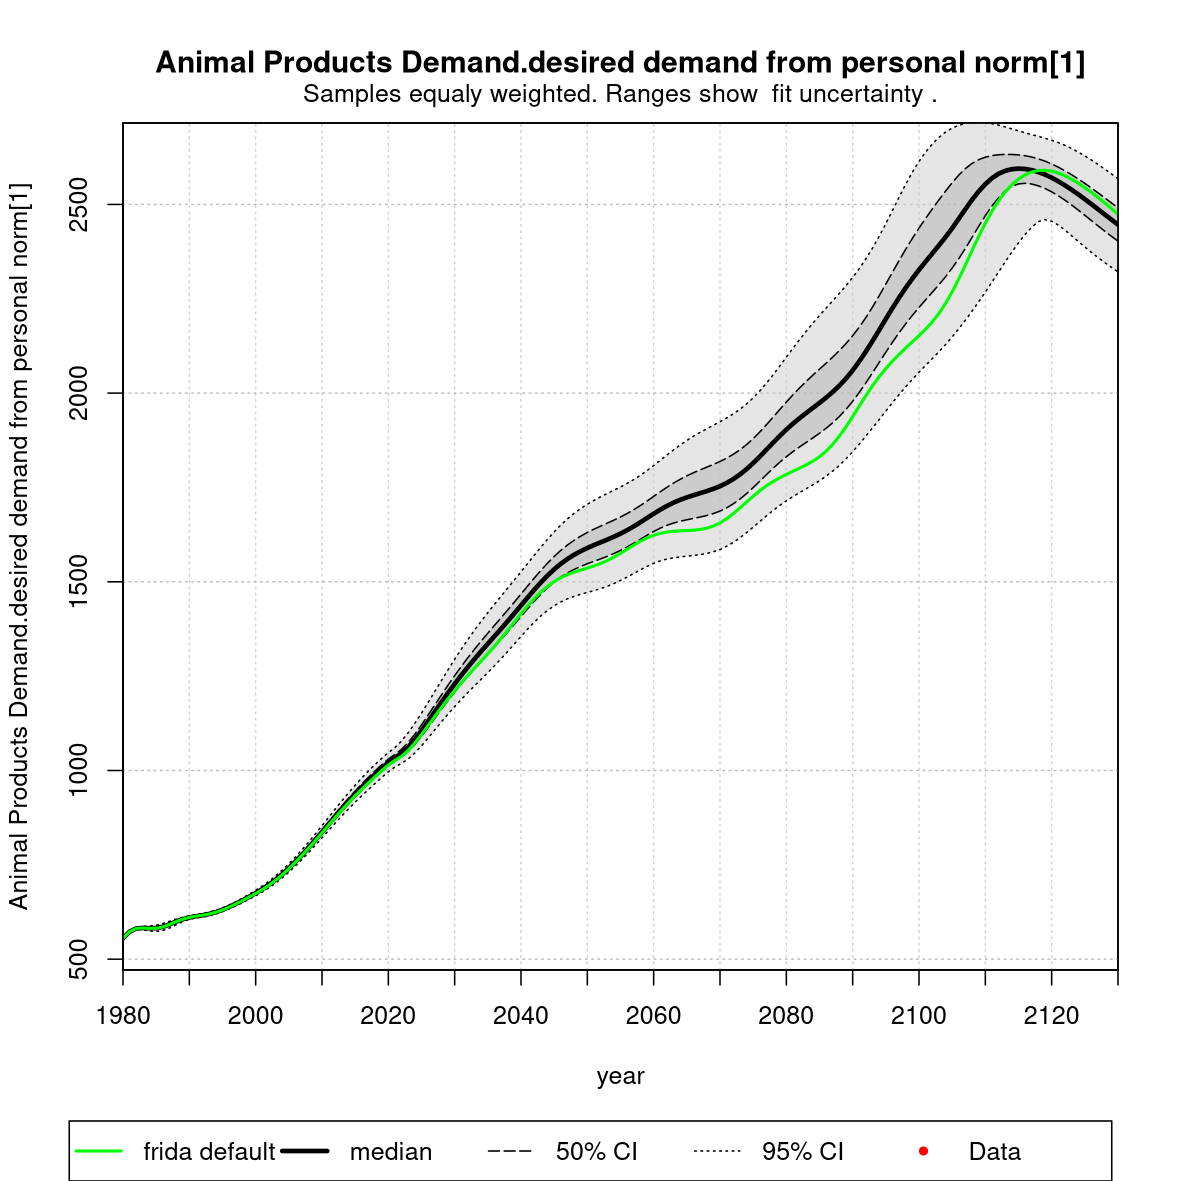 Animal Products Demand.desired demand from personal norm[1]
Samples equaly weighted. Ranges show  fit uncertainty .
Animal Products Demand.desired demand from personal norm[1]
2500
2000
1500
1000
500
1980 2000 2020 2040 2060 2080 2100 2120
year
frida default median 50% CI 95% CI Data